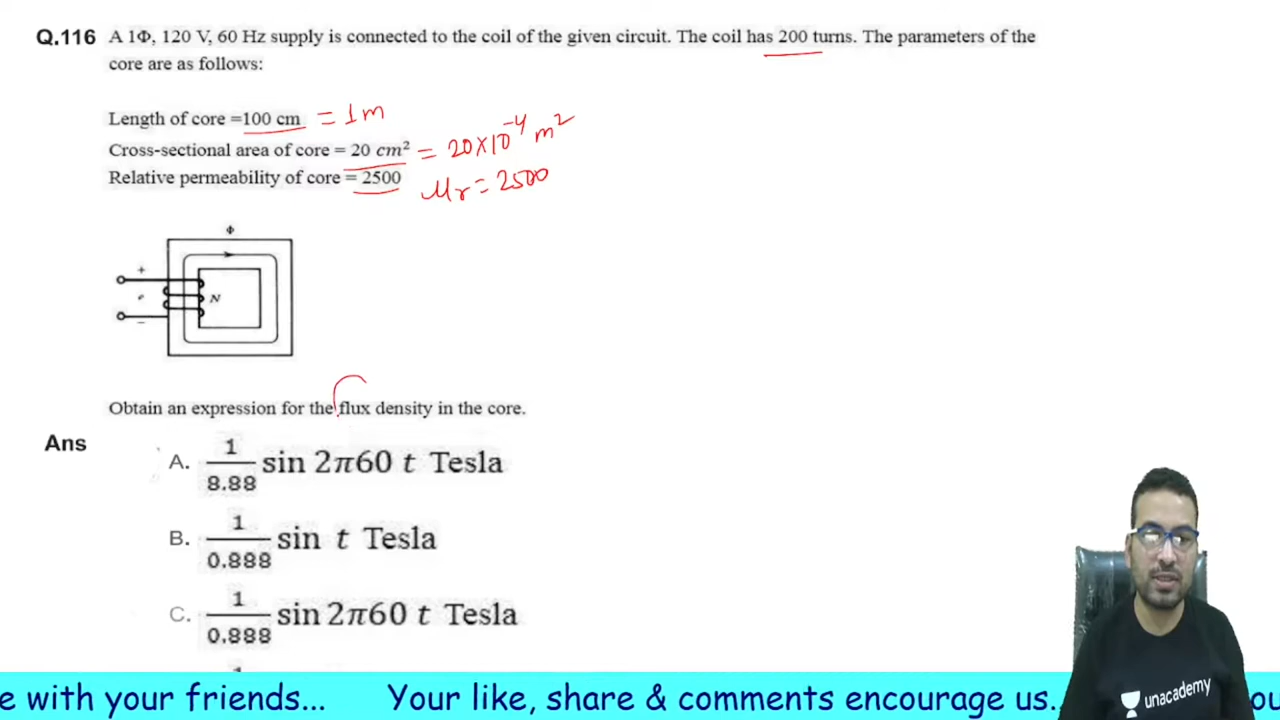 Q.116 A 1Φ, 120 V, 60 Hz supply is connected to the coil of the given circuit. The coil has 200 turns. The parameters of the
core are as follows:
Length of core =100 cm = 1m
Cross-sectional area of core = 20 cm² = 20×10⁻⁴ m²
Relative permeability of core = 2500 μr = 2500
Φ
+
e
N
−
Obtain an expression for the flux density in the core.
Ans
A. 1/8.88 sin 2π60 t Tesla
B. 1/0.888 sin t Tesla
C. 1/0.888 sin 2π60 t Tesla
e with your friends... Your like, share & comments encourage us..
unacademy